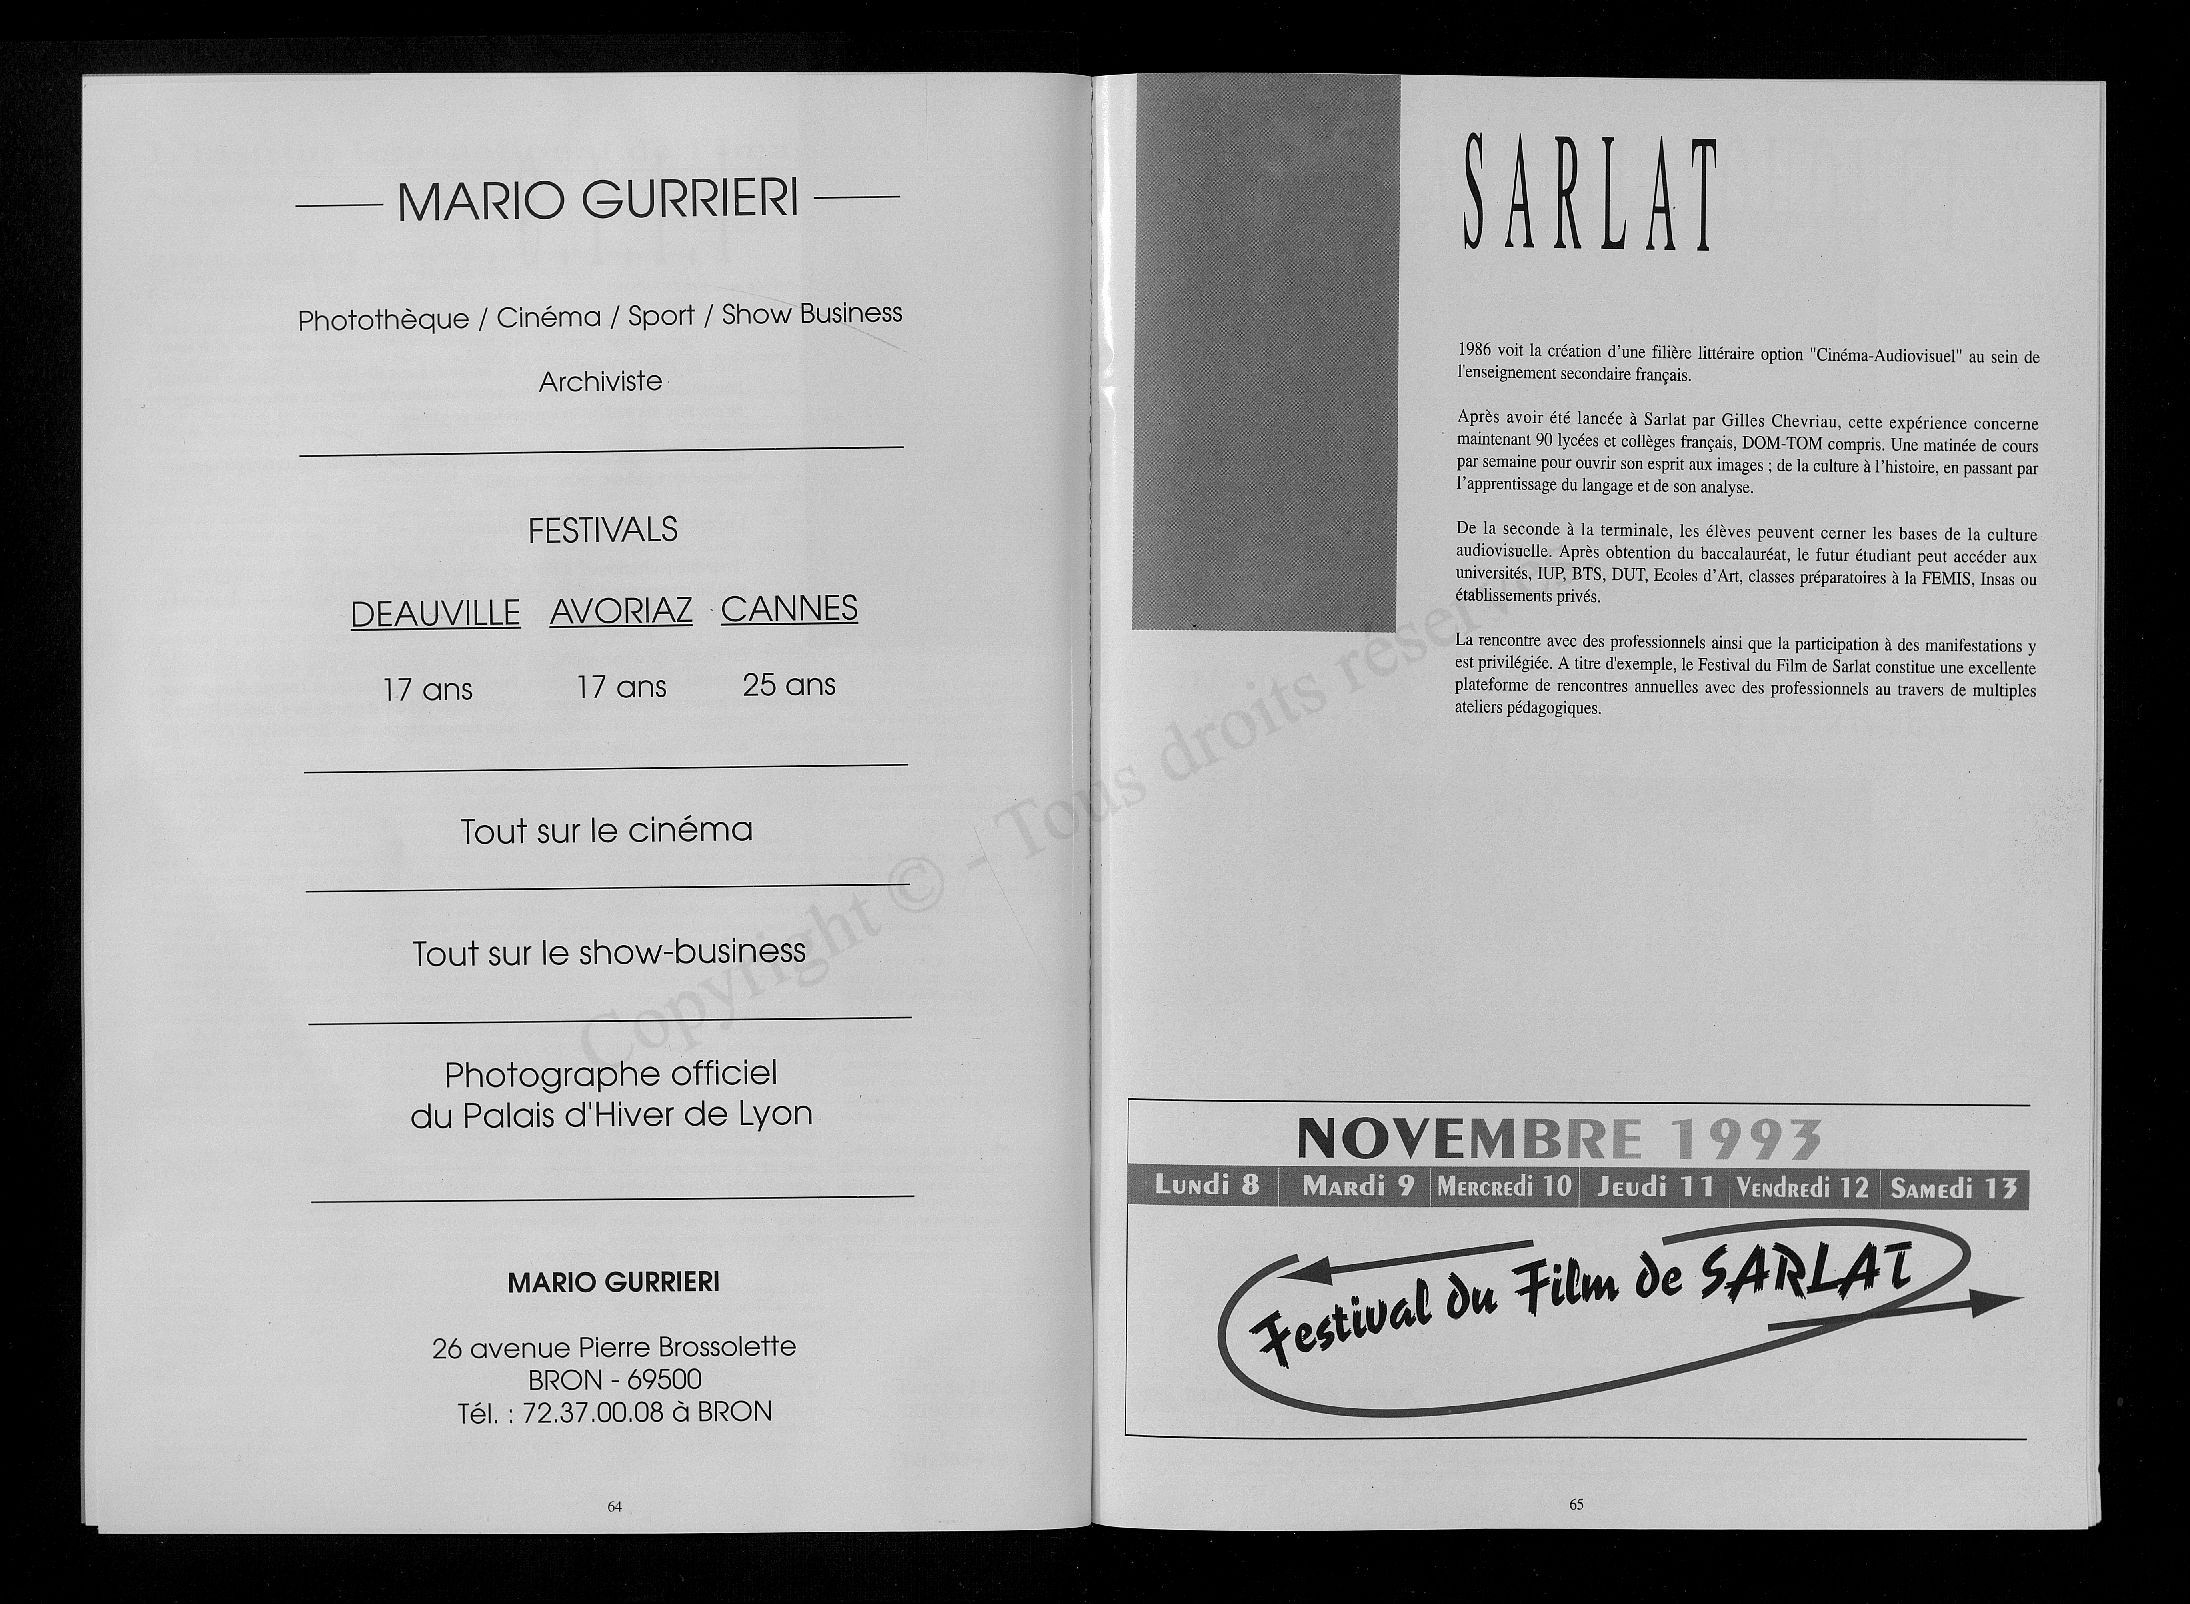 MARIO GURRIERI
Photothèque / Cinéma / Sport / Show Business
Archiviste
FESTIVALS
DEAUVILLE AVORIAZ CANNES
17 ans 17 ans 25 ans
Tout sur le cinéma
Tout sur le show-business
Photographe officiel
du Palais d'Hiver de Lyon
MARIO GURRIERI
26 avenue Pierre Brossolette
BRON - 69500
Tél. : 72.37.00.08 à BRON
64
SARLAT
1986 voit la création d'une filière littéraire option "Cinéma-Audiovisuel" au sein de
l'enseignement secondaire français.
Après avoir été lancée à Sarlat par Gilles Chevriau, cette expérience concerne
maintenant 90 lycées et collèges français, DOM-TOM compris. Une matinée de cours
par semaine pour ouvrir son esprit aux images ; de la culture à l'histoire, en passant par
l'apprentissage du langage et de son analyse.
De la seconde à la terminale, les élèves peuvent cerner les bases de la culture
audiovisuelle. Après obtention du baccalauréat, le futur étudiant peut accéder aux
universités, IUP, BTS, DUT, Ecoles d'Art, classes préparatoires à la FEMIS, Insas ou
établissements privés.
La rencontre avec des professionnels ainsi que la participation à des manifestations y
est privilégiée. A titre d'exemple, le Festival du Film de Sarlat constitue une excellente
plateforme de rencontres annuelles avec des professionnels au travers de multiples
ateliers pédagogiques.
NOVEMBRE 1993
Lundi 8 Mardi 9 Mercredi 10 Jeudi 11 Vendredi 12 Samedi 13
Festival du Film de SARLAT
65
Copyright © - Tous droits réservés